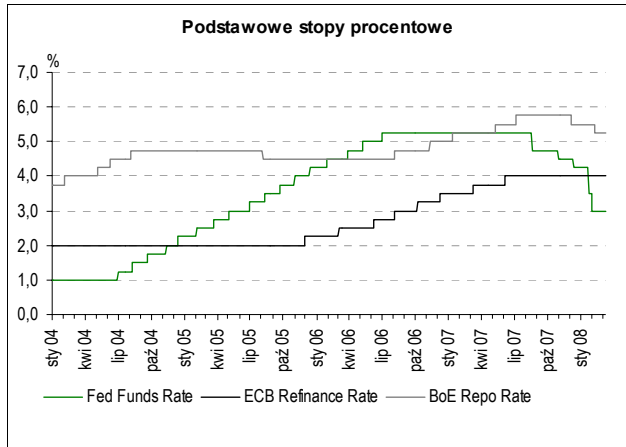 Podstawowe stopy procentowe
%
7,0
6,0
5,0
4,0
3,0
2,0
1,0
0,0
sty 04
kwi 04
lip 04
paź 04
sty 05
kwi 05
lip 05
paź 05
sty 06
kwi 06
lip 06
paź 06
sty 07
kwi 07
lip 07
paź 07
sty 08
Fed Funds Rate ECB Refinance Rate BoE Repo Rate